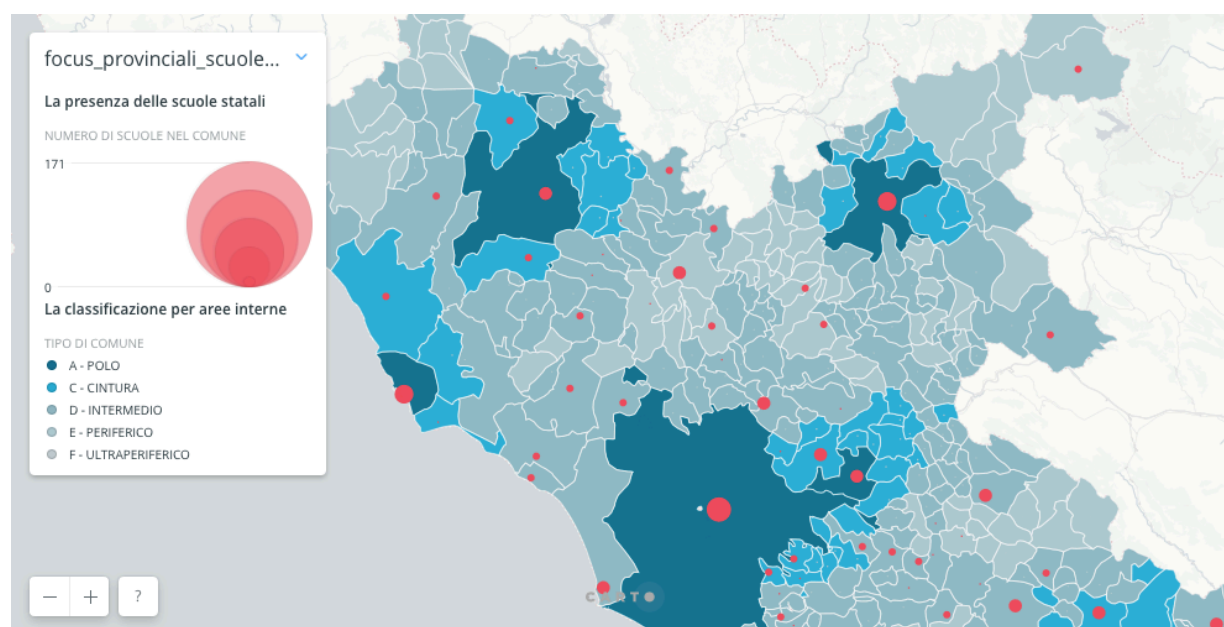 focus_provinciali_scuole...
La presenza delle scuole statali
NUMERO DI SCUOLE NEL COMUNE
171
0
La classificazione per aree interne
TIPO DI COMUNE
A - POLO
C - CINTURA
D - INTERMEDIO
E - PERIFERICO
F - ULTRAPERIFERICO
− + ?